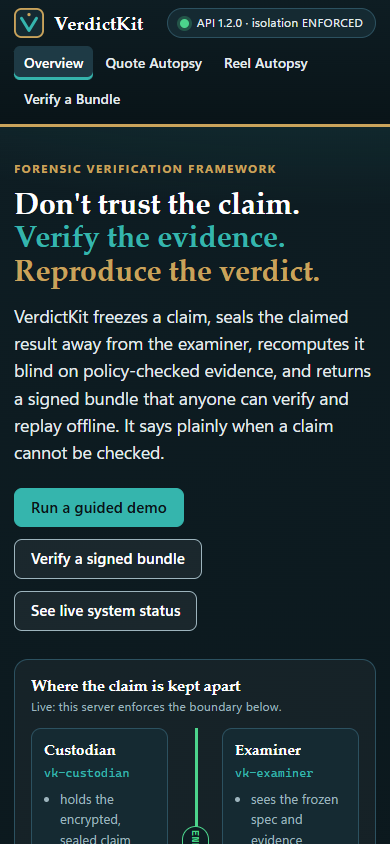 VerdictKit
API 1.2.0 · isolation ENFORCED
Overview
Quote Autopsy
Reel Autopsy
Verify a Bundle
FORENSIC VERIFICATION FRAMEWORK
Don't trust the claim.
Verify the evidence.
Reproduce the verdict.
VerdictKit freezes a claim, seals the claimed
result away from the examiner, recomputes it
blind on policy-checked evidence, and returns
a signed bundle that anyone can verify and
replay offline. It says plainly when a claim
cannot be checked.
Run a guided demo
Verify a signed bundle
See live system status
Where the claim is kept apart
Live: this server enforces the boundary below.
Custodian
vk-custodian
• holds the
encrypted,
sealed claim
EN
Examiner
vk-examiner
• sees the frozen
spec and
evidence